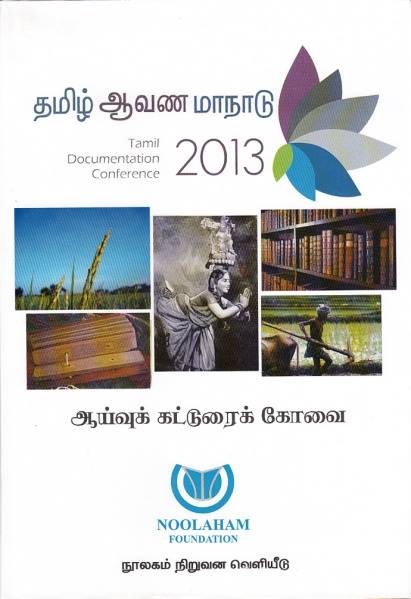 தமிழ் ஆவண மாநாடு
Tamil
Documentation
Conference
2013
ஆய்வுக் கட்டுரைக் கோவை
NOOLAHAM
FOUNDATION
நூலகம் நிறுவன வெளியீடு